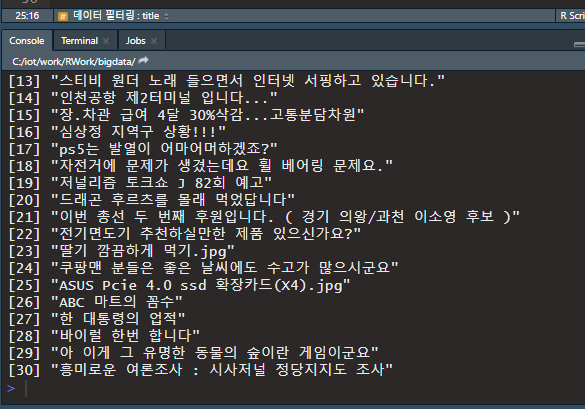 25:16 데이터 필터링 : title R Scri
Console Terminal Jobs
C:/iot/work/RWork/bigdata/
[13] "스티비 원더 노래 들으면서 인터넷 서핑하고 있습니다."
[14] "인천공항 제2터미널 입니다..."
[15] "장.차관 급여 4달 30%삭감...고통분담차원"
[16] "심상정 지역구 상황!!!"
[17] "ps5는 발열이 어마어머하겠죠?"
[18] "자전거에 문제가 생겼는데요 휠 베어링 문제요."
[19] "저널리즘 토크쇼 J 82회 예고"
[20] "드래곤 후르츠를 몰래 먹었답니다"
[21] "이번 총선 두 번째 후원입니다. ( 경기 의왕/과천 이소영 후보 )"
[22] "전기면도기 추천하실만한 제품 있으신가요?"
[23] "딸기 깜끔하게 먹기.jpg"
[24] "쿠팡맨 분들은 좋은 날씨에도 수고가 많으시군요"
[25] "ASUS Pcie 4.0 ssd 확장카드(X4).jpg"
[26] "ABC 마트의 꼼수"
[27] "한 대통령의 업적"
[28] "바이럴 한번 합니다"
[29] "아 이게 그 유명한 동물의 숲이란 게임이군요"
[30] "흥미로운 여론조사 : 시사저널 정당지지도 조사"
>